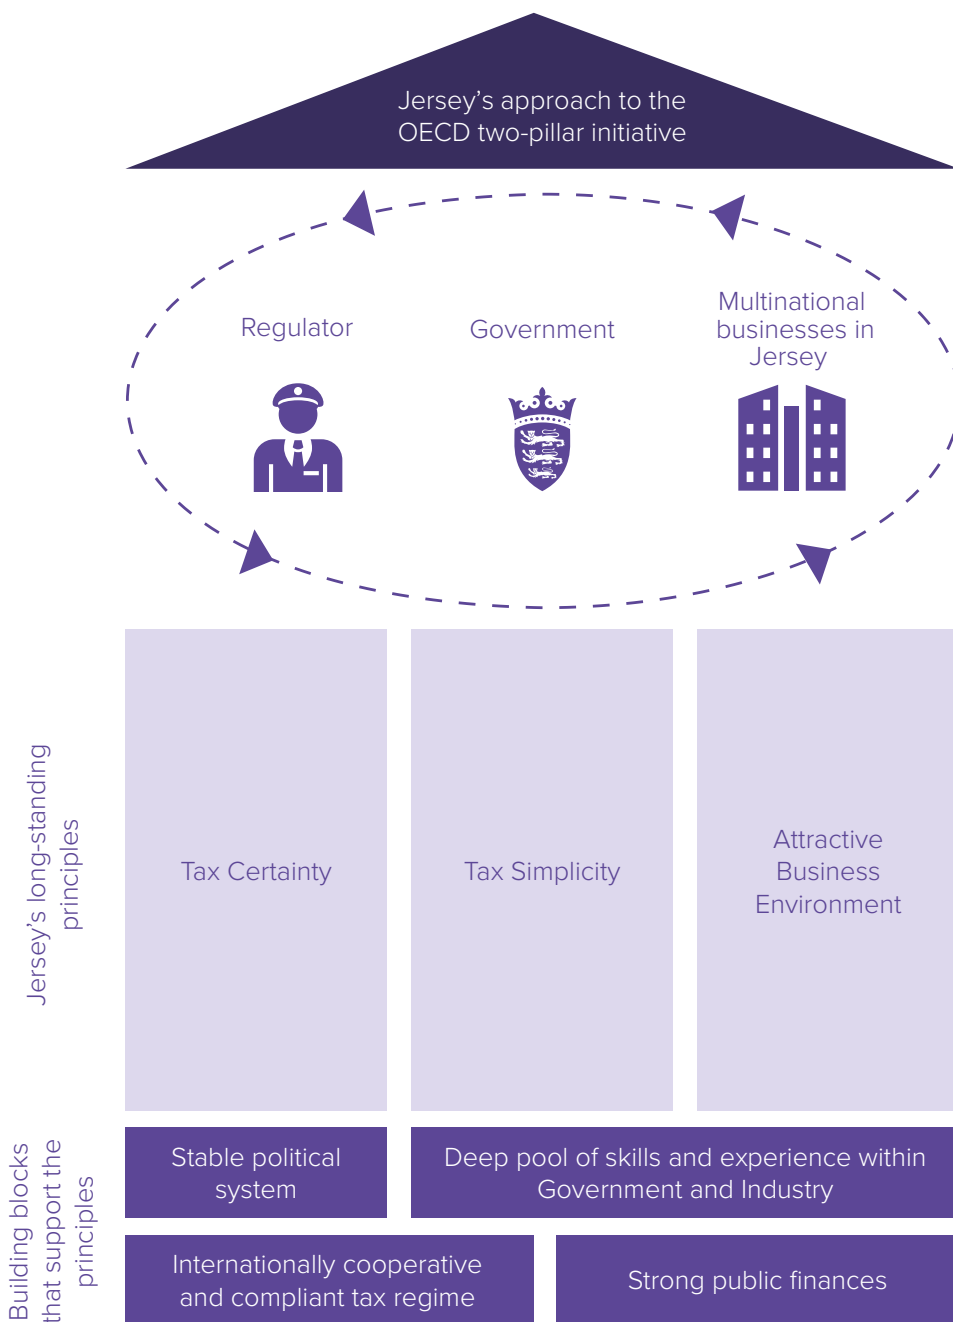 Jersey’s approach to the
OECD two-pillar initiative
Regulator
Government
Multinational
businesses in
Jersey
Jersey’s long-standing
principles
Tax Certainty
Tax Simplicity
Attractive
Business
Environment
Building blocks
that support the
principles
Stable political
system
Deep pool of skills and experience within
Government and Industry
Internationally cooperative
and compliant tax regime
Strong public finances